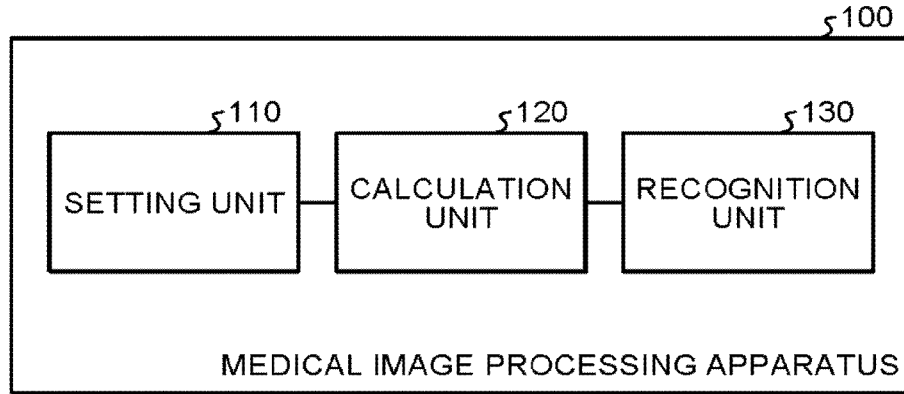 100
110
120
130
SETTING UNIT
CALCULATION
UNIT
RECOGNITION
UNIT
MEDICAL IMAGE PROCESSING APPARATUS